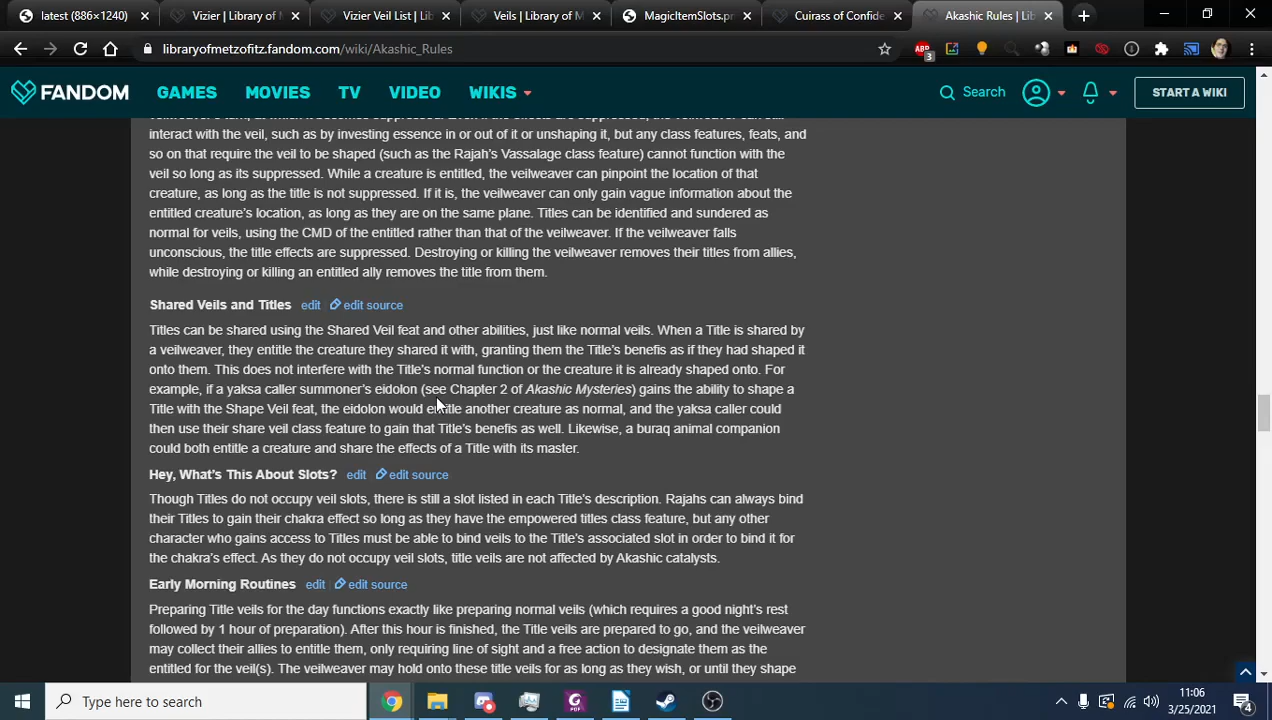 latest (886×1240)
Vizier | Library of M
Vizier Veil List | Lib
Veils | Library of M
MagicItemSlots.pn
Cuirass of Confide
Akashic Rules | Lib
libraryofmetzofitz.fandom.com/wiki/Akashic_Rules
3
FANDOM
GAMES
MOVIES
TV
VIDEO
WIKIS
Search
START A WIKI
interact with the veil, such as by investing essence in or out of it or unshaping it, but any class features, feats, and
so on that require the veil to be shaped (such as the Rajah's Vassalage class feature) cannot function with the
veil so long as its suppressed. While a creature is entitled, the veilweaver can pinpoint the location of that
creature, as long as the title is not suppressed. If it is, the veilweaver can only gain vague information about the
entitled creature's location, as long as they are on the same plane. Titles can be identified and sundered as
normal for veils, using the CMD of the entitled rather than that of the veilweaver. If the veilweaver falls
unconscious, the title effects are suppressed. Destroying or killing the veilweaver removes their titles from allies,
while destroying or killing an entitled ally removes the title from them.
Shared Veils and Titles edit edit source
Titles can be shared using the Shared Veil feat and other abilities, just like normal veils. When a Title is shared by
a veilweaver, they entitle the creature they shared it with, granting them the Title's benefis as if they had shaped it
onto them. This does not interfere with the Title's normal function or the creature it is already shaped onto. For
example, if a yaksa caller summoner's eidolon (see Chapter 2 of Akashic Mysteries) gains the ability to shape a
Title with the Shape Veil feat, the eidolon would entitle another creature as normal, and the yaksa caller could
then use their share veil class feature to gain that Title's benefis as well. Likewise, a buraq animal companion
could both entitle a creature and share the effects of a Title with its master.
Hey, What's This About Slots? edit edit source
Though Titles do not occupy veil slots, there is still a slot listed in each Title's description. Rajahs can always bind
their Titles to gain their chakra effect so long as they have the empowered titles class feature, but any other
character who gains access to Titles must be able to bind veils to the Title's associated slot in order to bind it for
the chakra's effect. As they do not occupy veil slots, title veils are not affected by Akashic catalysts.
Early Morning Routines edit edit source
Preparing Title veils for the day functions exactly like preparing normal veils (which requires a good night's rest
followed by 1 hour of preparation). After this hour is finished, the Title veils are prepared to go, and the veilweaver
may collect their allies to entitle them, only requiring line of sight and a free action to designate them as the
entitled for the veil(s). The veilweaver may hold onto these title veils for as long as they wish, or until they shape
Type here to search
11:06
3/25/2021
4